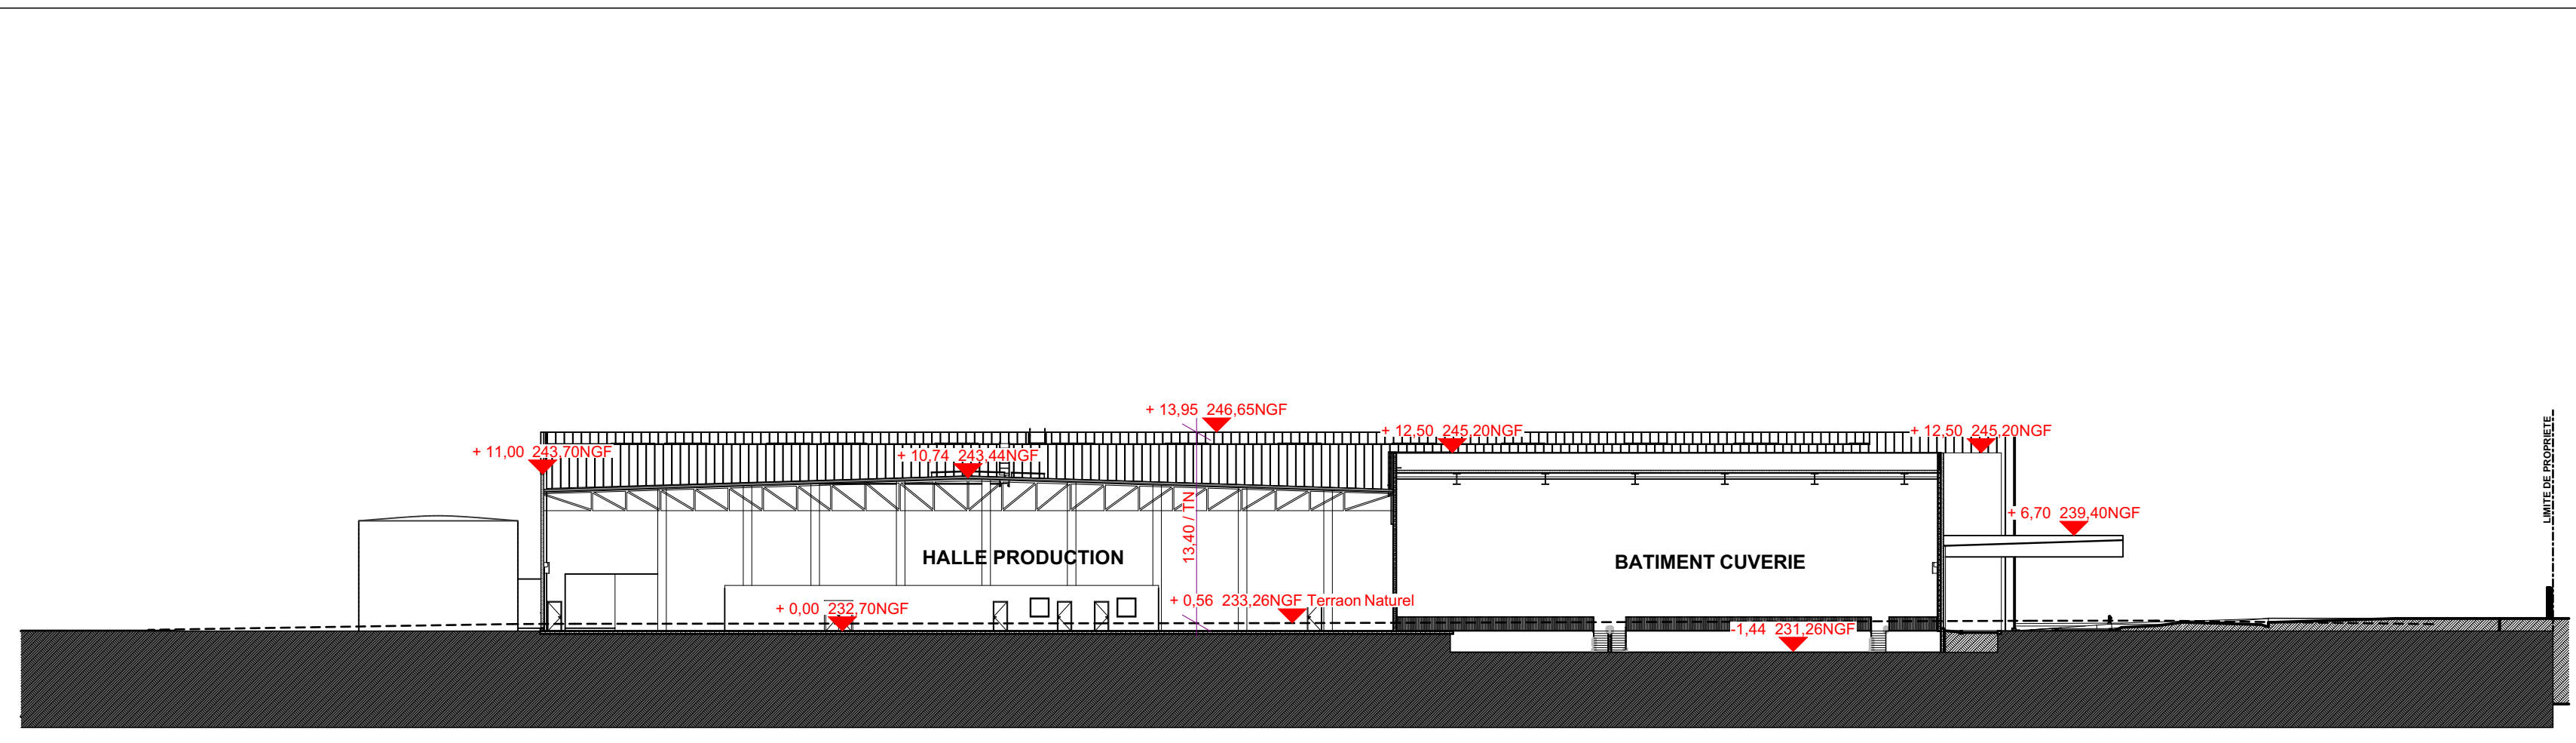 + 13,95 246,65NGF
+ 12,50 245,20NGF
+ 12,50 245,20NGF
+ 11,00 243,70NGF
+ 10,74 243,44NGF
LIMITE DE PROPRIETE
+ 6,70 239,40NGF
13,40 / TN
HALLE PRODUCTION
BATIMENT CUVERIE
+ 0,00 232,70NGF
+ 0,56 233,26NGF Terraon Naturel
-1,44 231,26NGF